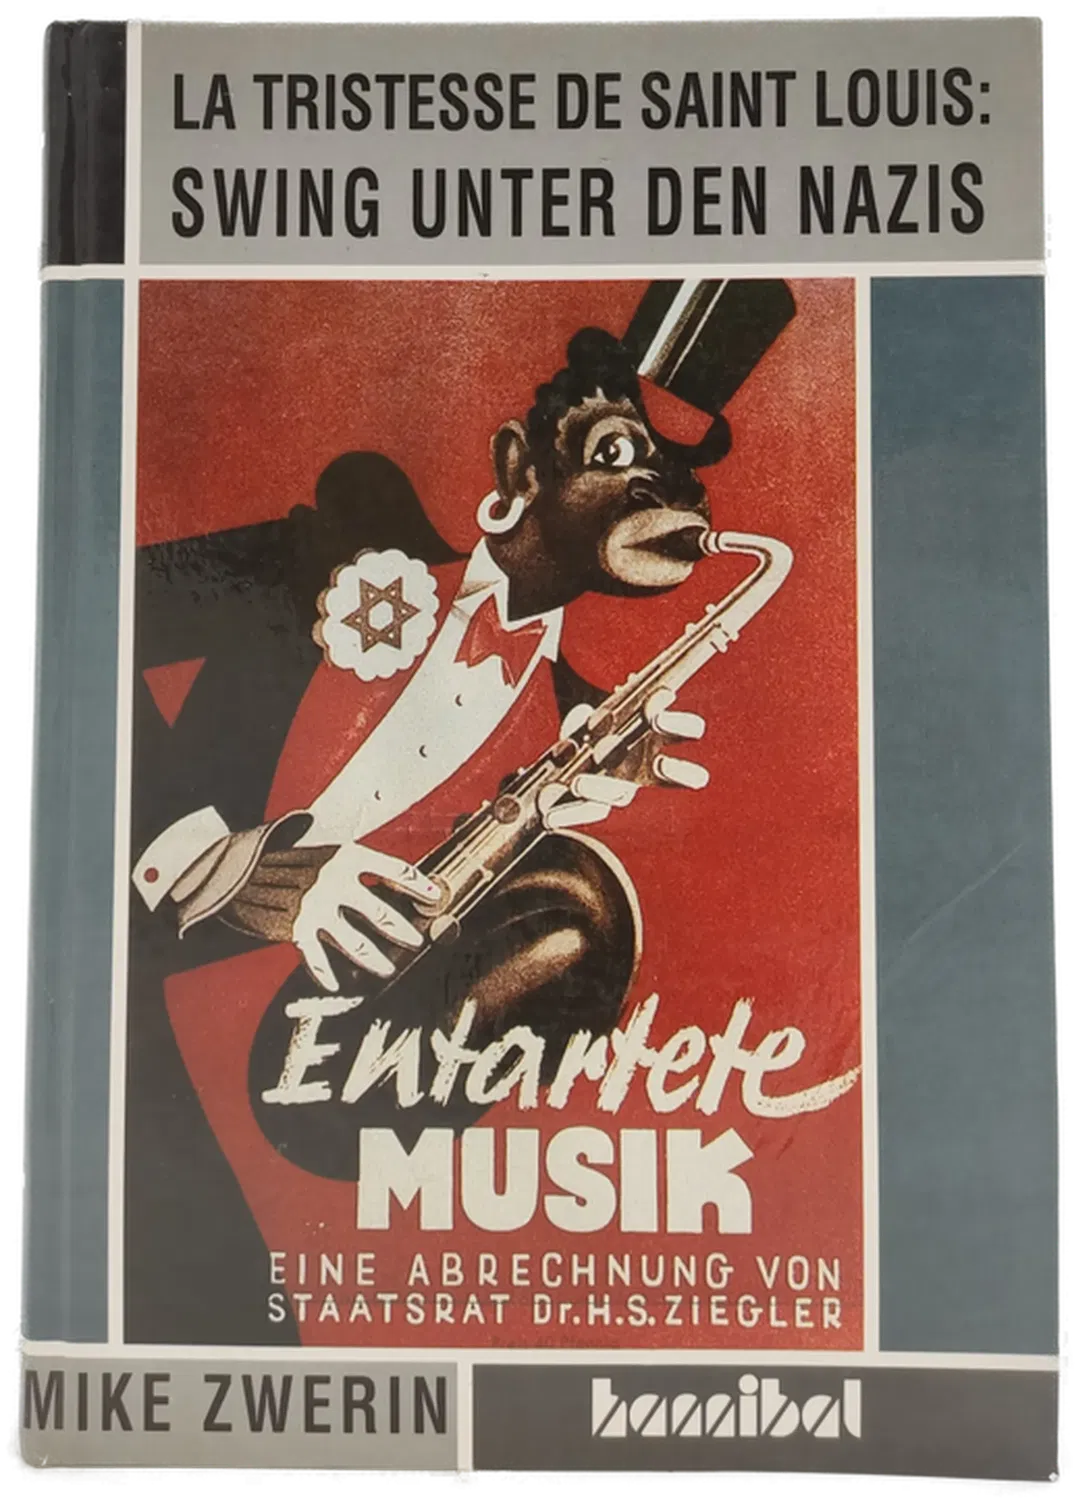 LA TRISTESSE DE SAINT LOUIS:
SWING UNTER DEN NAZIS
Entartete
MUSIK
EINE ABRECHNUNG VON
STAATSRAT Dr. H.S. ZIEGLER
MIKE ZWERIN
hannibal